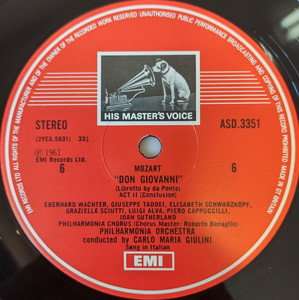 EMI RECORDS LTD ALL RIGHTS OF THE MANUFACTURER AND OF THE OWNER OF THE RECORDED WORK RESERVED UNAUTHORISED PUBLIC PERFORMANCE BROADCASTING AND COPYING OF THIS RECORD PROHIBITED MADE IN GT BRITAIN
HIS MASTER'S VOICE
STEREO ASD.3351
(2YEA.5931) 33⅓
℗ 1961
EMI Records Ltd.
6 MOZART 6
"DON GIOVANNI"
(Libretto by da Ponte)
ACT II (Conclusion)
EBERHARD WÄCHTER, GIUSEPPE TADDEI, ELISABETH SCHWARZKOPF,
GRAZIELLA SCIUTTI, LUIGI ALVA, PIERO CAPPUCCILLI,
JOAN SUTHERLAND
PHILHARMONIA CHORUS (Chorus Master: Roberto Benaglio)
PHILHARMONIA ORCHESTRA
conducted by CARLO MARIA GIULINI
Sung in Italian
EMI